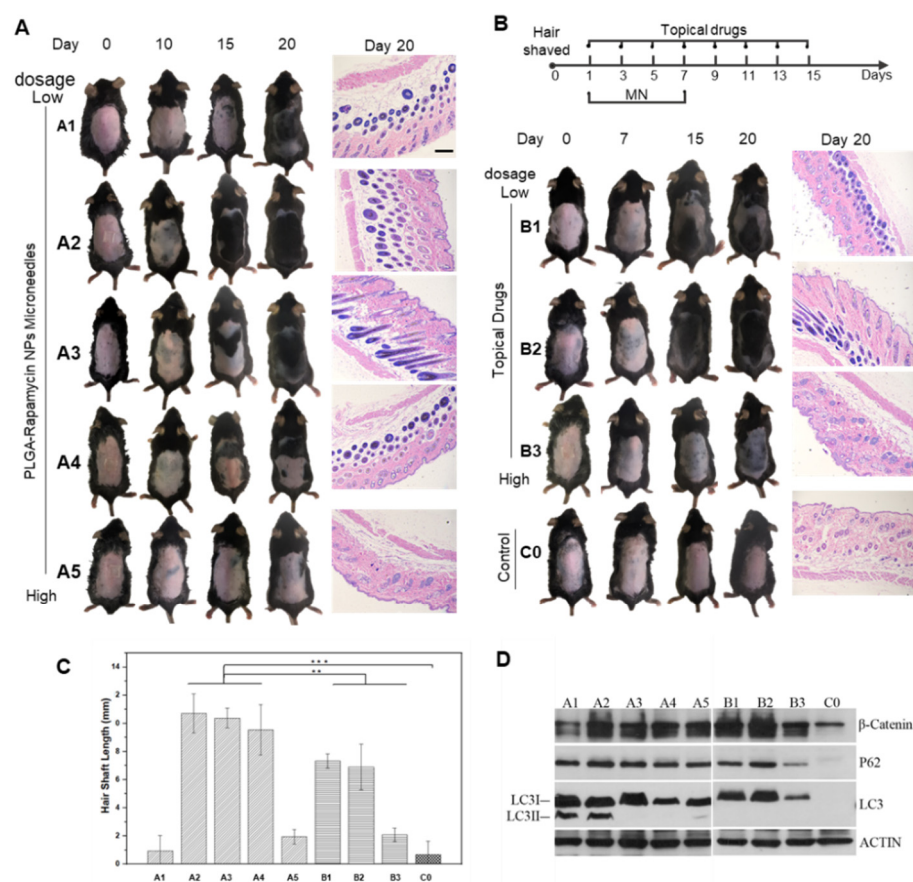 A
Day 0 10 15 20 Day 20
dosage
Low
A1
A2
A3
A4
A5
High
PLGA-Rapamycin NPs Microneedles
B
Hair shaved
Topical drugs
0 1 3 5 7 9 11 13 15 Days
MN
Day 0 7 15 20 Day 20
dosage
Low
B1
B2
B3
High
Topical Drugs
C0
Control
C
Hair Shaft Length (mm)
14
2
0
8
6
4
2
0
***
**
A1 A2 A3 A4 A5 B1 B2 B3 C0
D
A1 A2 A3 A4 A5 B1 B2 B3 C0
β-Catenin
P62
LC3I
LC3II
LC3
ACTIN